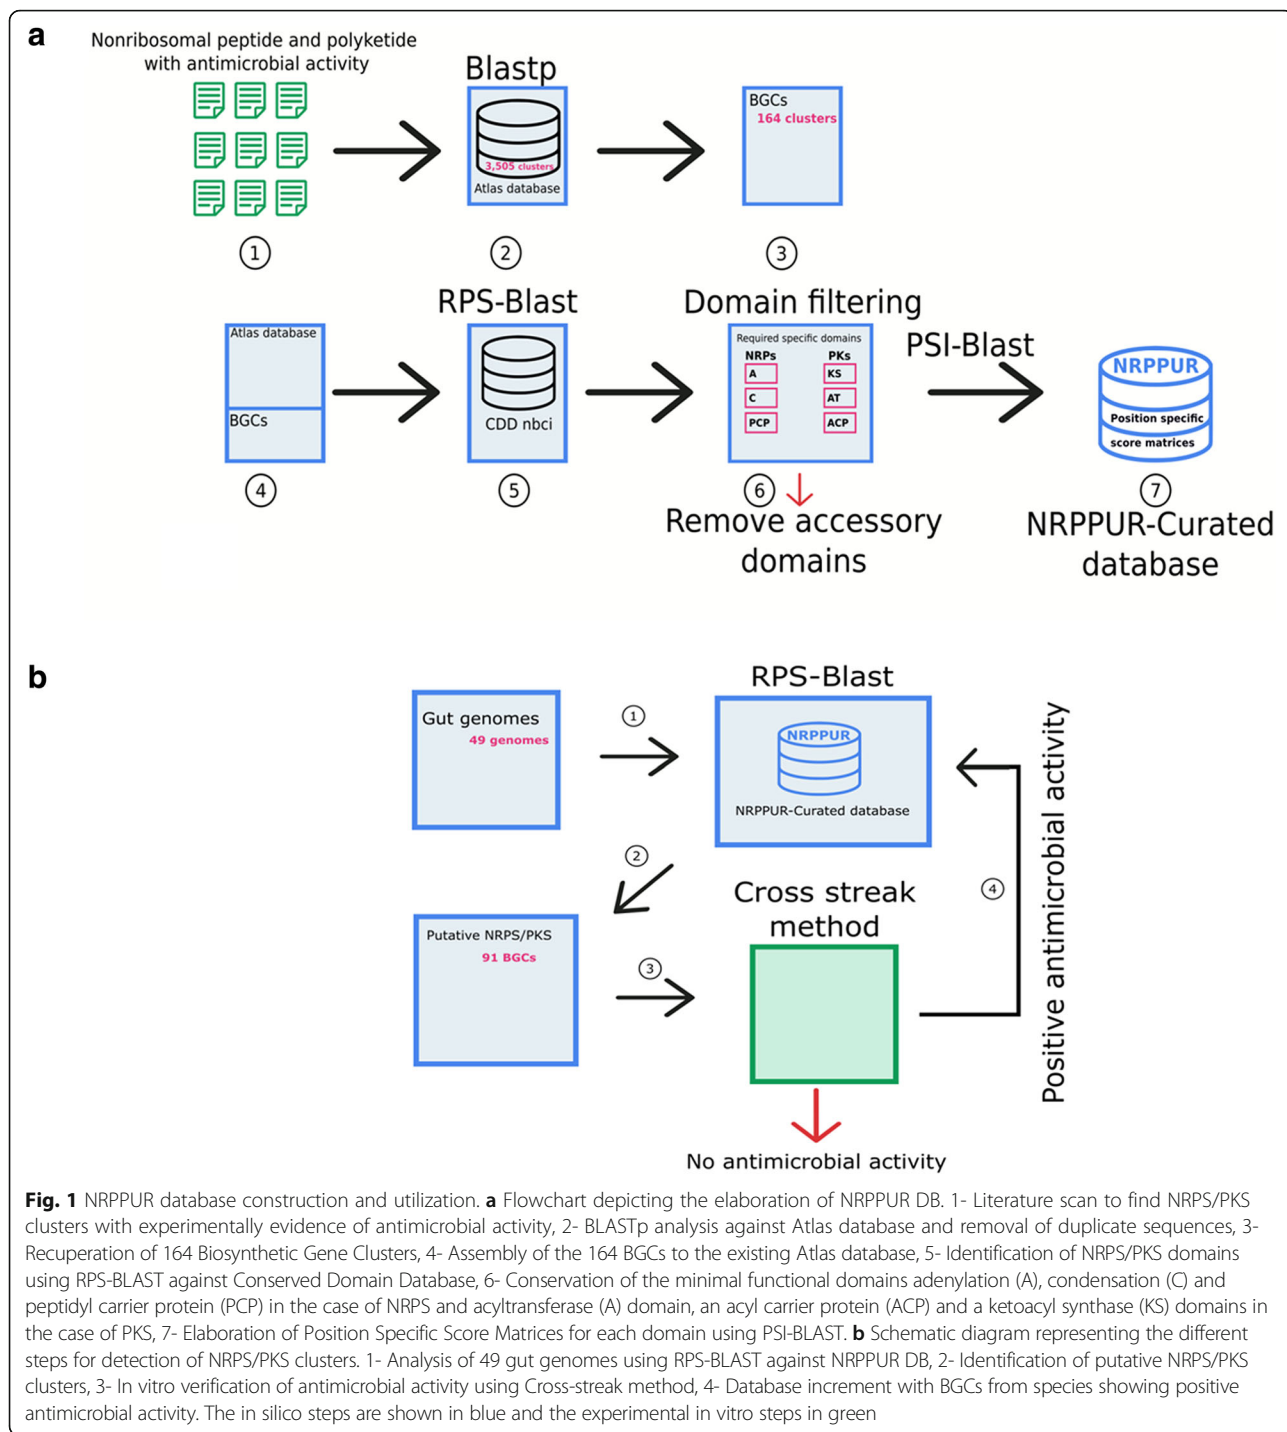 a
Nonribosomal peptide and polyketide
with antimicrobial activity
Blastp
3,505 clusters
Atlas database
BGCs
164 clusters
1
2
3
Atlas database
BGCs
RPS-Blast
CDD nbci
Domain filtering
Required specific domains
NRPs
PKs
A
KS
C
AT
PCP
ACP
PSI-Blast
NRPPUR
Position specific
score matrices
4
5
6
7
Remove accessory
domains
NRPPUR-Curated
database
b
Gut genomes
49 genomes
1
RPS-Blast
NRPPUR
NRPPUR-Curated database
2
Putative NRPS/PKS
91 BGCs
3
Cross streak
method
4
Positive antimicrobial activity
No antimicrobial activity
Fig. 1 NRPPUR database construction and utilization. a Flowchart depicting the elaboration of NRPPUR DB. 1- Literature scan to find NRPS/PKS
clusters with experimentally evidence of antimicrobial activity, 2- BLASTp analysis against Atlas database and removal of duplicate sequences, 3-
Recuperation of 164 Biosynthetic Gene Clusters, 4- Assembly of the 164 BGCs to the existing Atlas database, 5- Identification of NRPS/PKS domains
using RPS-BLAST against Conserved Domain Database, 6- Conservation of the minimal functional domains adenylation (A), condensation (C) and
peptidyl carrier protein (PCP) in the case of NRPS and acyltransferase (A) domain, an acyl carrier protein (ACP) and a ketoacyl synthase (KS) domains in
the case of PKS, 7- Elaboration of Position Specific Score Matrices for each domain using PSI-BLAST. b Schematic diagram representing the different
steps for detection of NRPS/PKS clusters. 1- Analysis of 49 gut genomes using RPS-BLAST against NRPPUR DB, 2- Identification of putative NRPS/PKS
clusters, 3- In vitro verification of antimicrobial activity using Cross-streak method, 4- Database increment with BGCs from species showing positive
antimicrobial activity. The in silico steps are shown in blue and the experimental in vitro steps in green